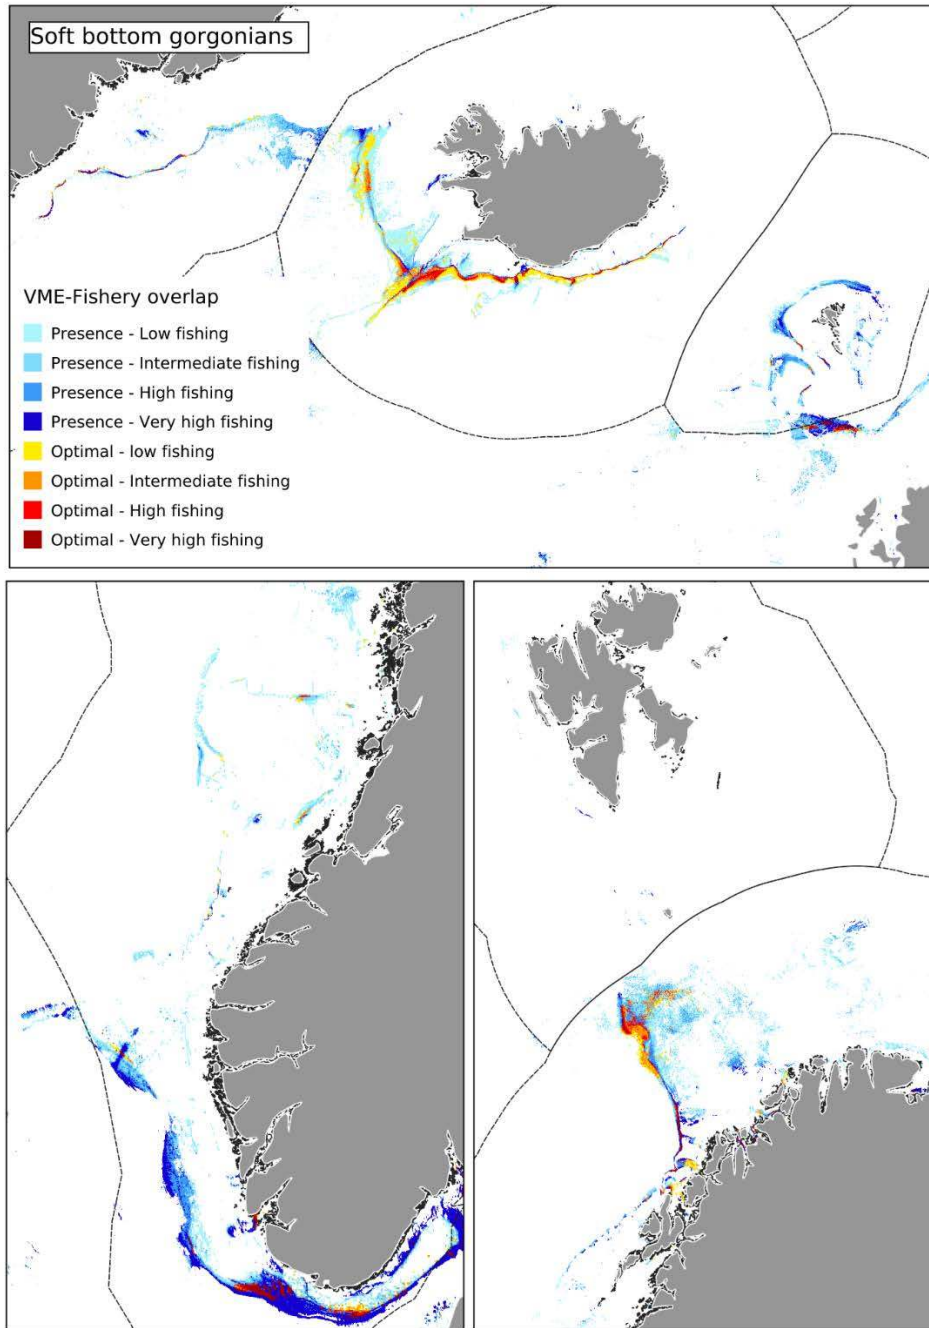 Soft bottom gorgonians
VME-Fishery overlap
Presence - Low fishing
Presence - Intermediate fishing
Presence - High fishing
Presence - Very high fishing
Optimal - low fishing
Optimal - Intermediate fishing
Optimal - High fishing
Optimal - Very high fishing